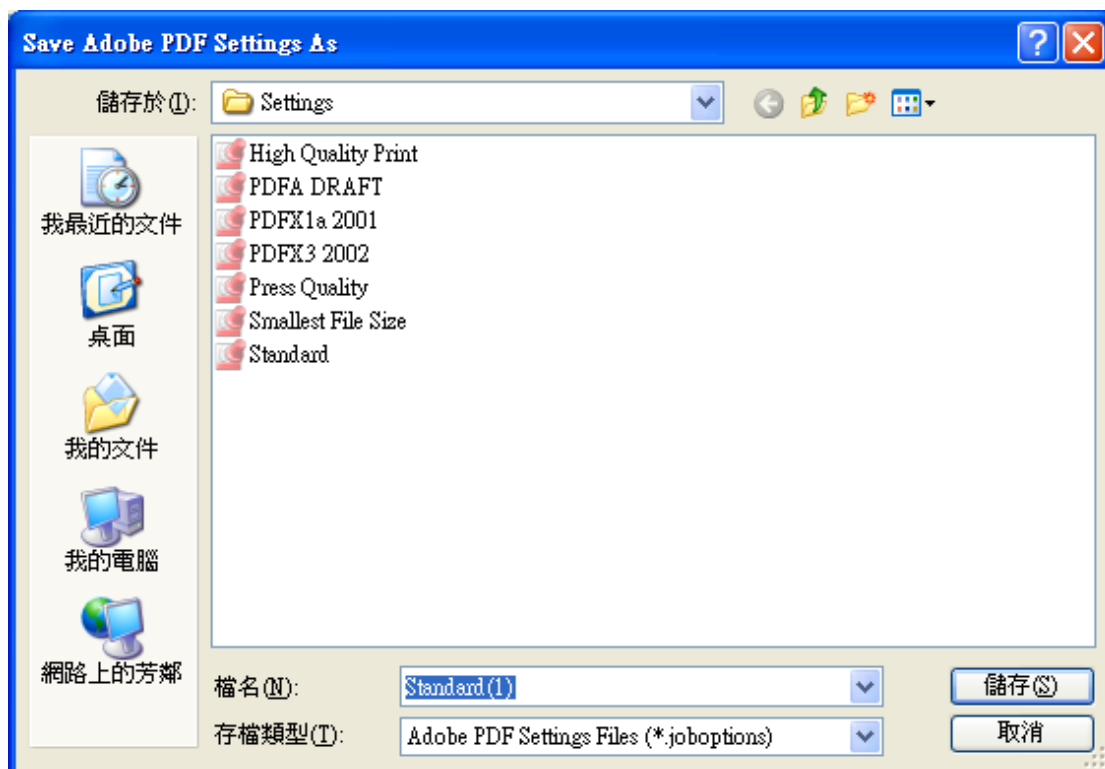 Save Adobe PDF Settings As
儲存於(I):
Settings
我最近的文件
桌面
我的文件
我的電腦
網路上的芳鄰
High Quality Print
PDFA DRAFT
PDFX1a 2001
PDFX3 2002
Press Quality
Smallest File Size
Standard
檔名(N):
Standard(1)
儲存(S)
存檔類型(T):
Adobe PDF Settings Files (*.joboptions)
取消